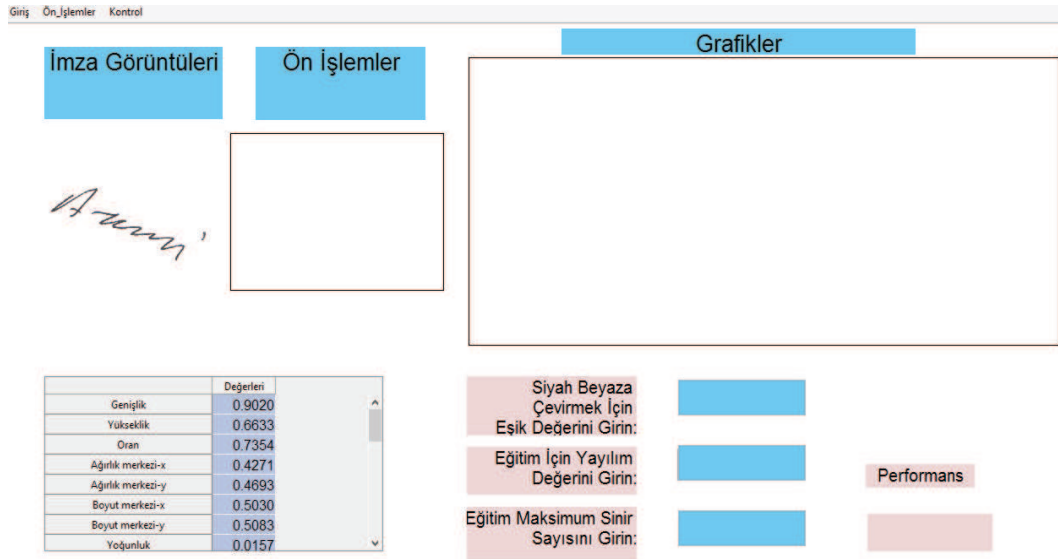 Giriş Ön_İşlemler Kontrol
İmza Görüntüleri
Ön İşlemler
Grafikler
Değerleri
Genişlik 0.9020
Yükseklik 0.6633
Oran 0.7354
Ağırlık merkezi-x 0.4271
Ağırlık merkezi-y 0.4693
Boyut merkezi-x 0.5030
Boyut merkezi-y 0.5083
Yoğunluk 0.0157
Siyah Beyaza
Çevirmek İçin
Eşik Değerini Girin:
Eğitim İçin Yayılım
Değerini Girin:
Eğitim Maksimum Sinir
Sayısını Girin:
Performans